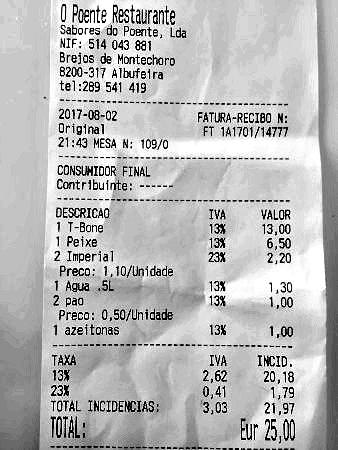 O Poente Restaurante
Sabores do Poente, Lda
NIF: 514 043 881
Brejos de Montechoro
8200-317 Albufeira
tel:289 541 419
2017-08-02 FATURA-RECIBO N:
Original FT 1A1701/14777
21:43 MESA N: 109/0
CONSUMIDOR FINAL
Contribuinte: ------
DESCRICAO IVA VALOR
1 T-Bone 13% 13,00
1 Peixe 13% 6,50
2 Imperial 23% 2,20
Preco: 1,10/Unidade
1 Agua .5L 13% 1,30
2 pao 13% 1,00
Preco: 0,50/Unidade
1 azeitonas 13% 1,00
TAXA IVA INCID.
13% 2,62 20,18
23% 0,41 1,79
TOTAL INCIDENCIAS: 3,03 21,97
TOTAL: Eur 25,00